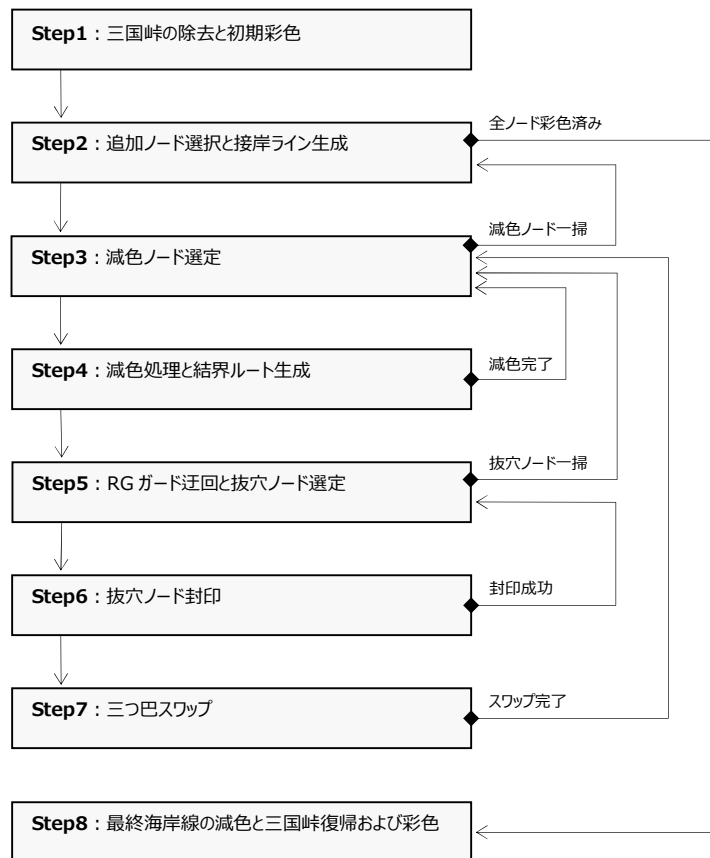 Step1：三国峠の除去と初期彩色
全ノード彩色済み
Step2：追加ノード選択と接岸ライン生成
減色ノード一掃
Step3：減色ノード選定
減色完了
Step4：減色処理と結界ルート生成
抜穴ノード一掃
Step5：RGガード迂回と抜穴ノード選定
封印成功
Step6：抜穴ノード封印
スワップ完了
Step7：三つ巴スワップ
Step8：最終海岸線の減色と三国峠復帰および彩色